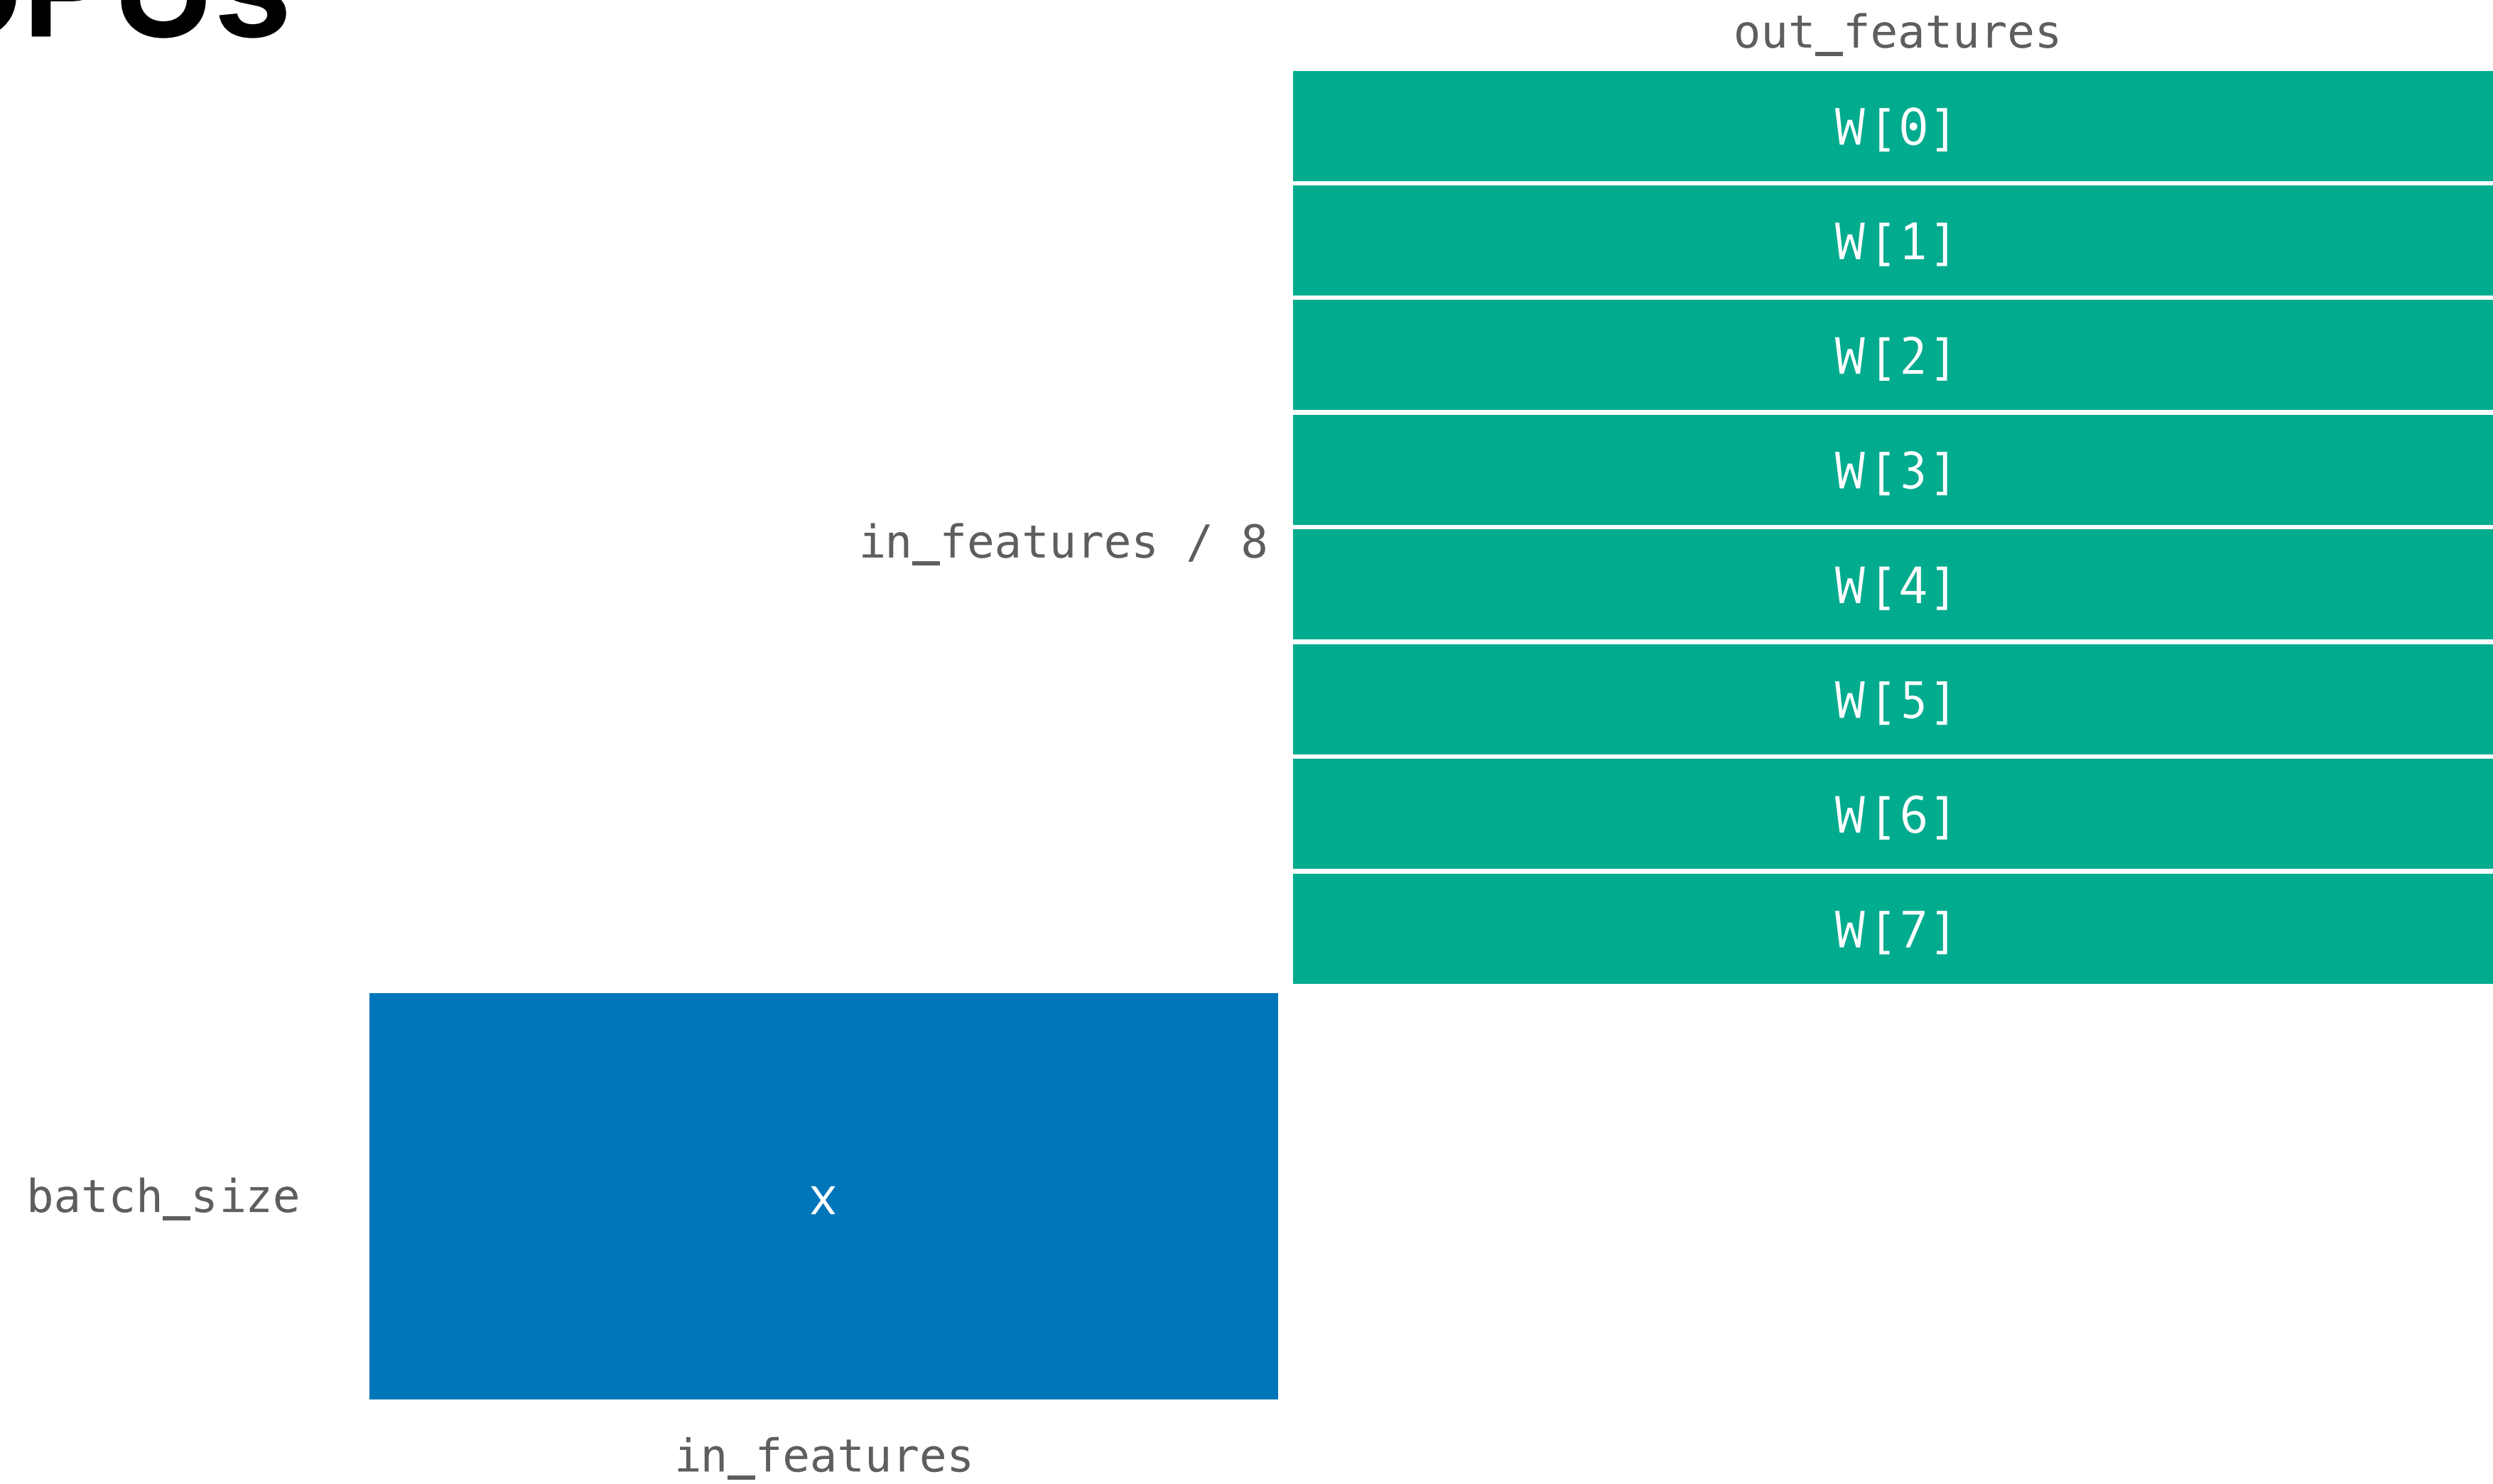 out_features
W[0]
W[1]
W[2]
W[3]
in_features / 8
W[4]
W[5]
W[6]
W[7]
batch_size
x
in_features